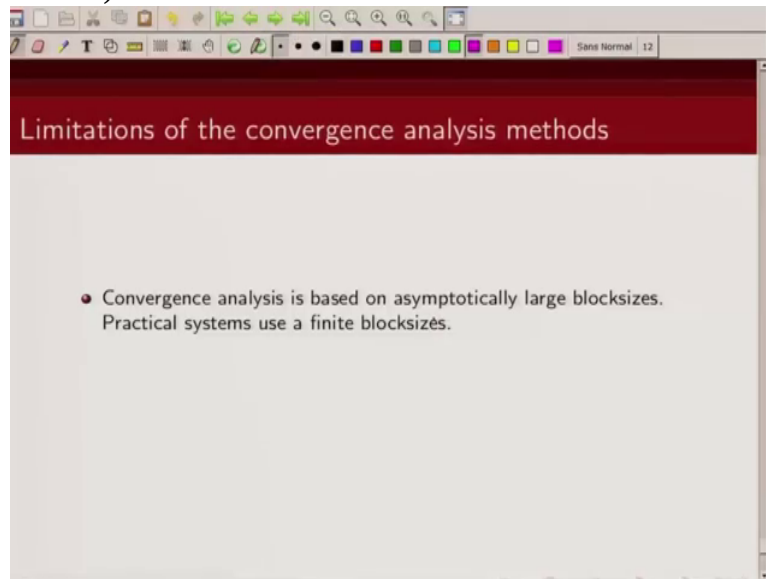 T
Sans Normal 12
Limitations of the convergence analysis methods
Convergence analysis is based on asymptotically large blocksizes.
Practical systems use a finite blocksizes.